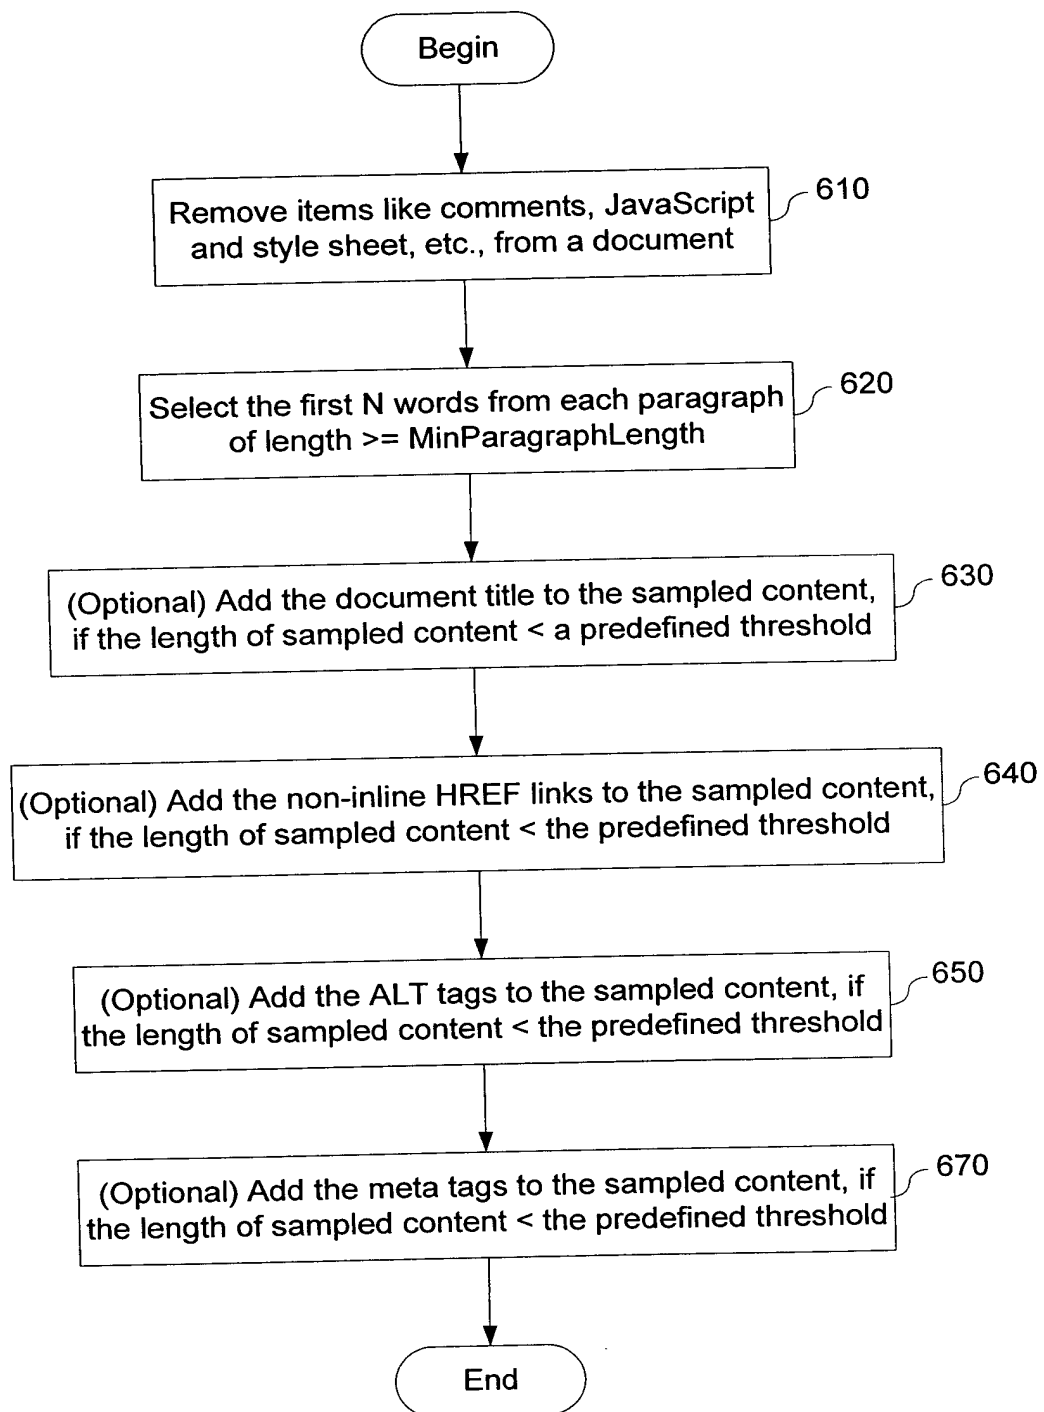 Begin
Remove items like comments, JavaScript
and style sheet, etc., from a document
610
Select the first N words from each paragraph
of length >= MinParagraphLength
620
(Optional) Add the document title to the sampled content,
if the length of sampled content < a predefined threshold
630
(Optional) Add the non-inline HREF links to the sampled content,
if the length of sampled content < the predefined threshold
640
(Optional) Add the ALT tags to the sampled content, if
the length of sampled content < the predefined threshold
650
(Optional) Add the meta tags to the sampled content, if
the length of sampled content < the predefined threshold
670
End